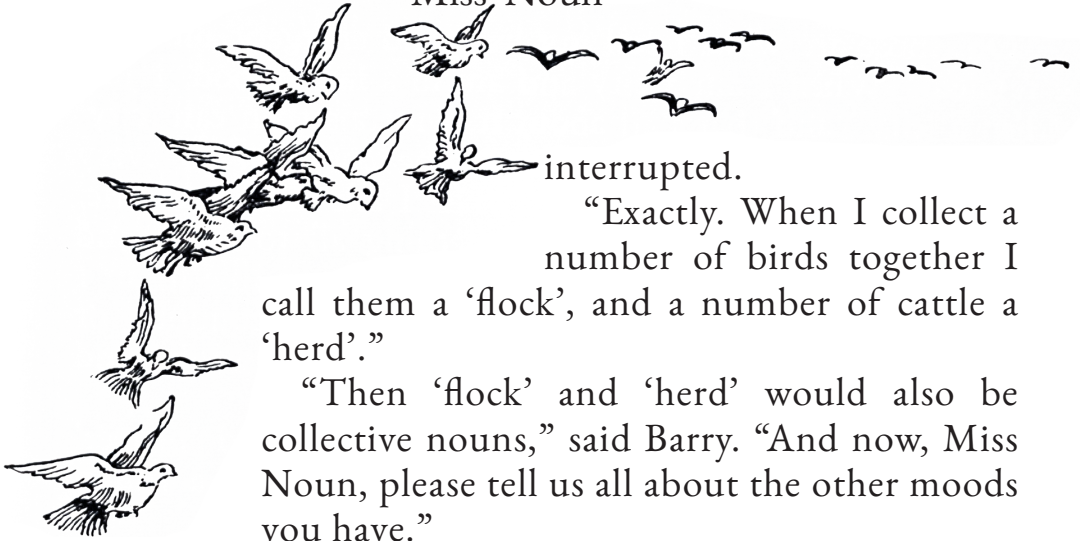 Miss Noun
interrupted.
“Exactly. When I collect a
number of birds together I
call them a ‘flock’, and a number of cattle a
‘herd’.”
“Then ‘flock’ and ‘herd’ would also be
collective nouns,” said Barry. “And now, Miss
Noun, please tell us all about the other moods
you have.”